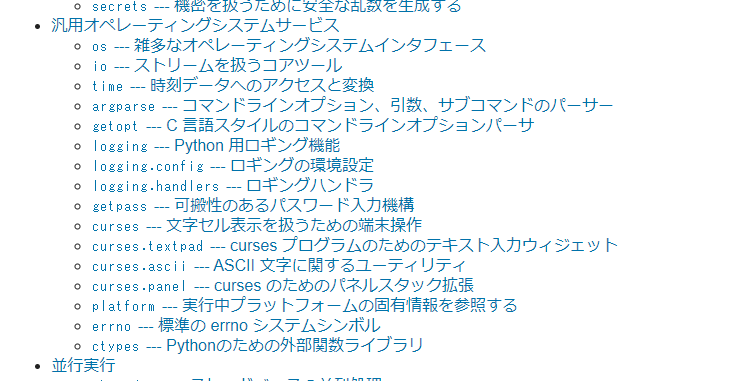 secrets --- 機密を扱うために安全な乱数を生成する
汎用オペレーティングシステムサービス
os --- 雑多なオペレーティングシステムインタフェース
io --- ストリームを扱うコアツール
time --- 時刻データへのアクセスと変換
argparse --- コマンドラインオプション、引数、サブコマンドのパーサー
getopt --- C 言語スタイルのコマンドラインオプションパーサ
logging --- Python 用ロギング機能
logging.config --- ロギングの環境設定
logging.handlers --- ロギングハンドラ
getpass --- 可搬性のあるパスワード入力機構
curses --- 文字セル表示を扱うための端末操作
curses.textpad --- curses プログラムのためのテキスト入力ウィジェット
curses.ascii --- ASCII 文字に関するユーティリティ
curses.panel --- curses のためのパネルスタック拡張
platform --- 実行中プラットフォームの固有情報を参照する
errno --- 標準の errno システムシンボル
ctypes --- Pythonのための外部関数ライブラリ
並行実行